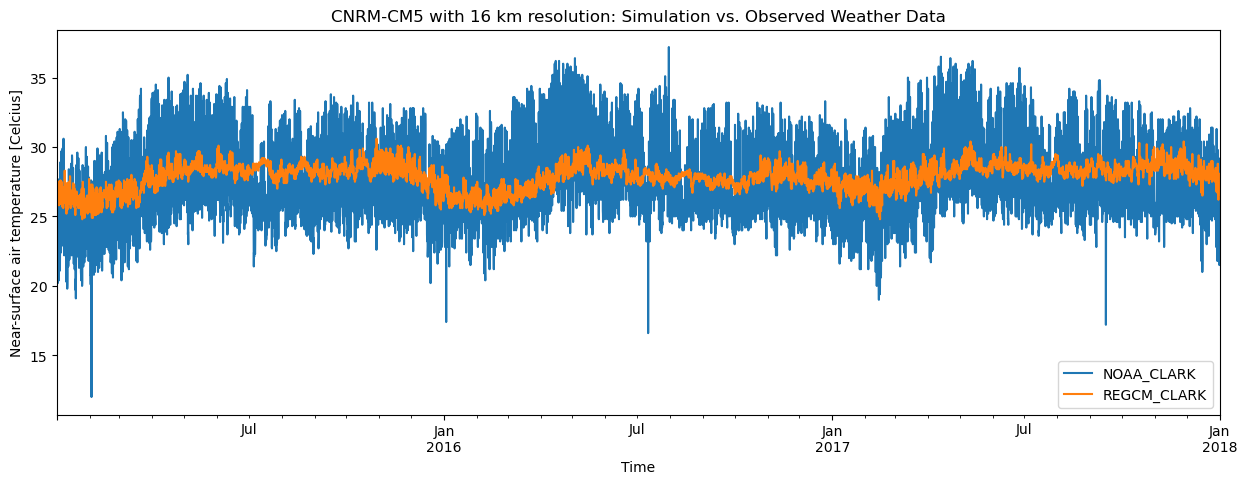 CNRM-CM5 with 16 km resolution: Simulation vs. Observed Weather Data
Near-surface air temperature [Celcius]
35
30
25
20
15
NOAA_CLARK
REGCM_CLARK
Jul
Jan
2016
Jul
Jan
2017
Jul
Jan
2018
Time